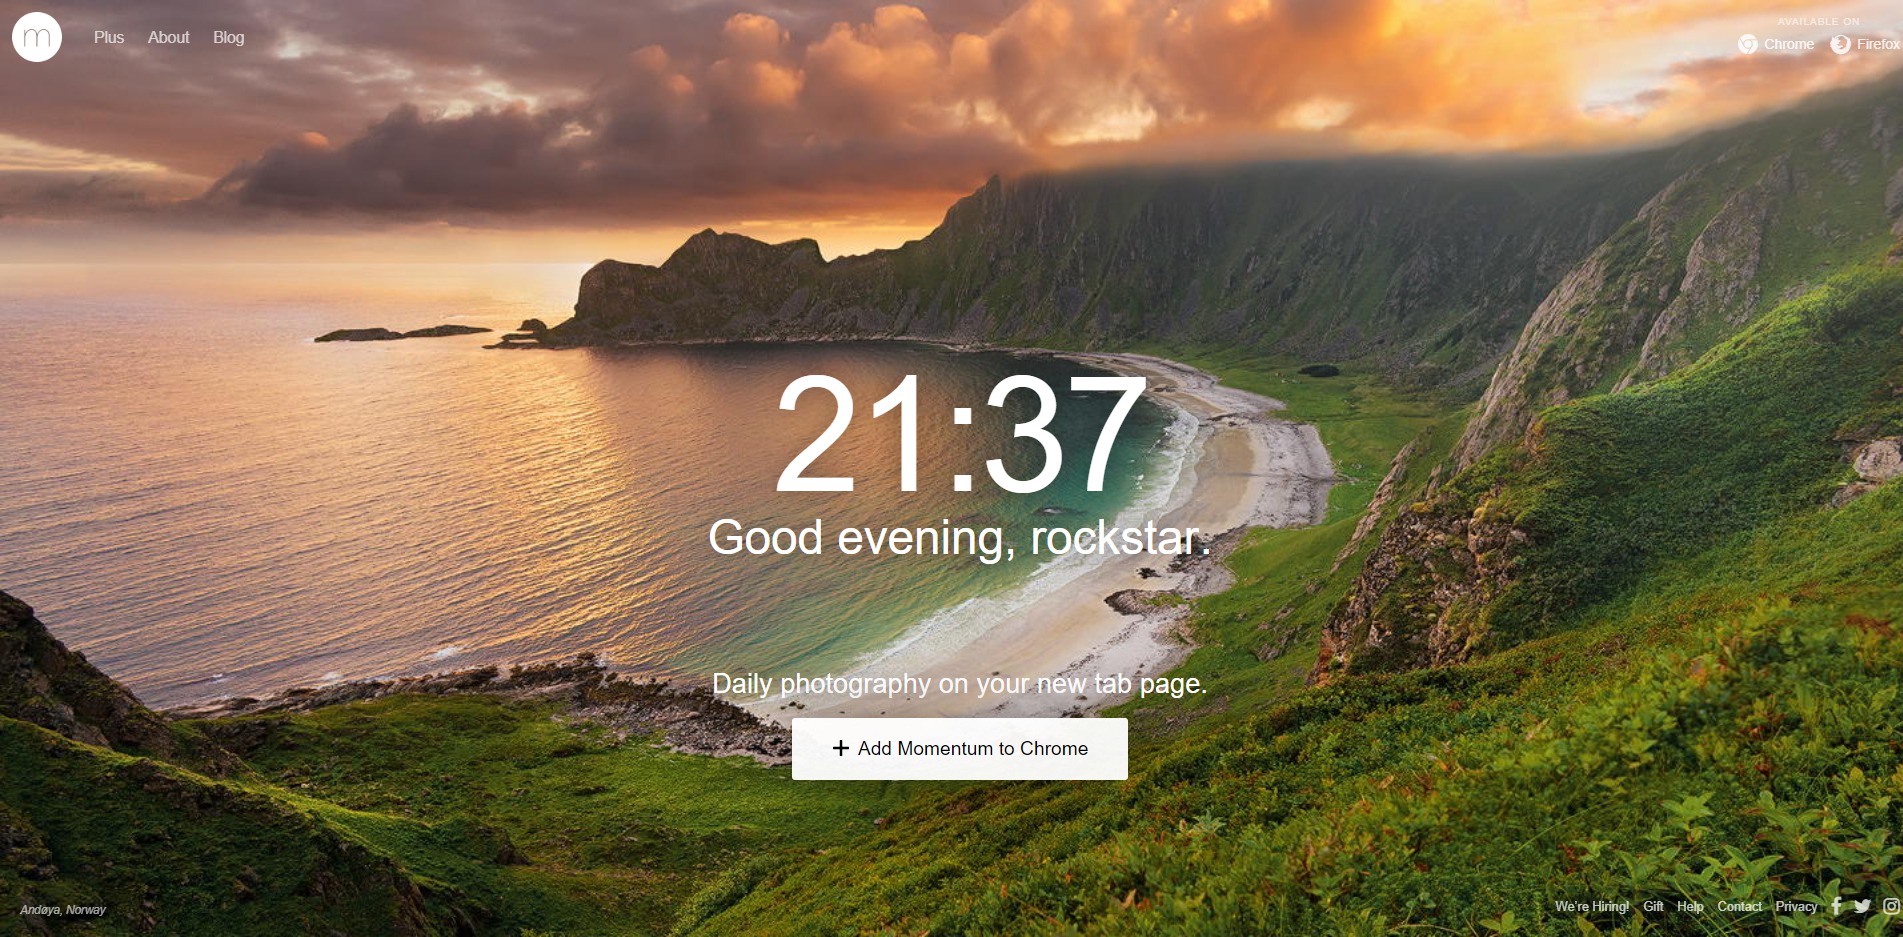 m
Plus About Blog
AVAILABLE ON
Chrome Firefox
21:37
Good evening, rockstar.
Daily photography on your new tab page.
+ Add Momentum to Chrome
Andøya, Norway
We're Hiring! Gift Help Contact Privacy